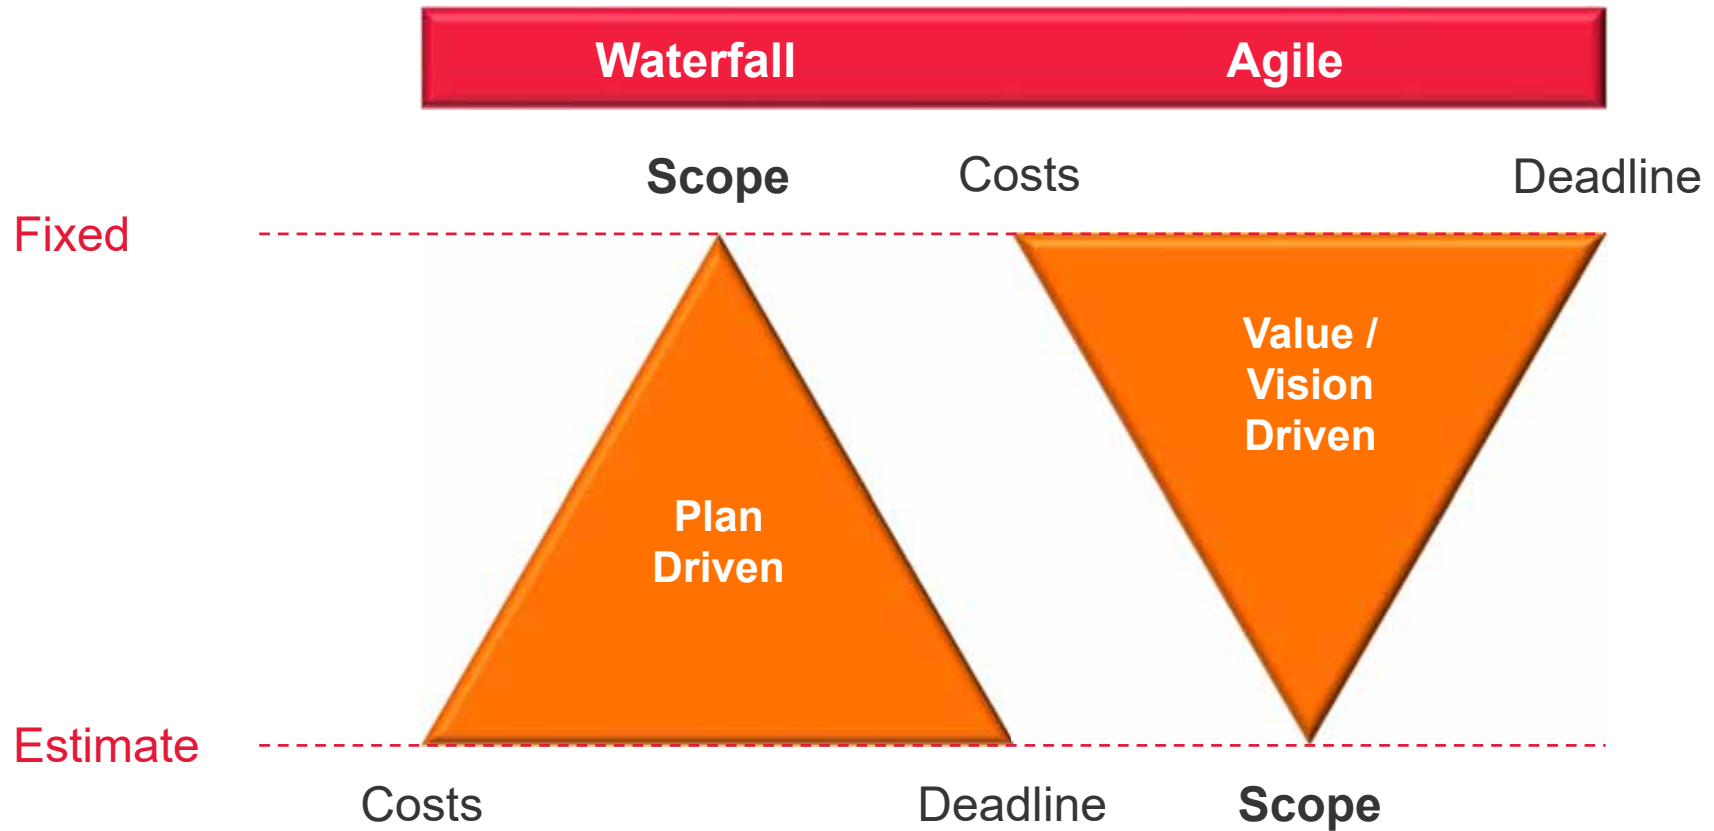 Waterfall Agile
Scope Costs Deadline
Fixed
Value /
Vision
Driven
Plan
Driven
Estimate
Costs Deadline Scope